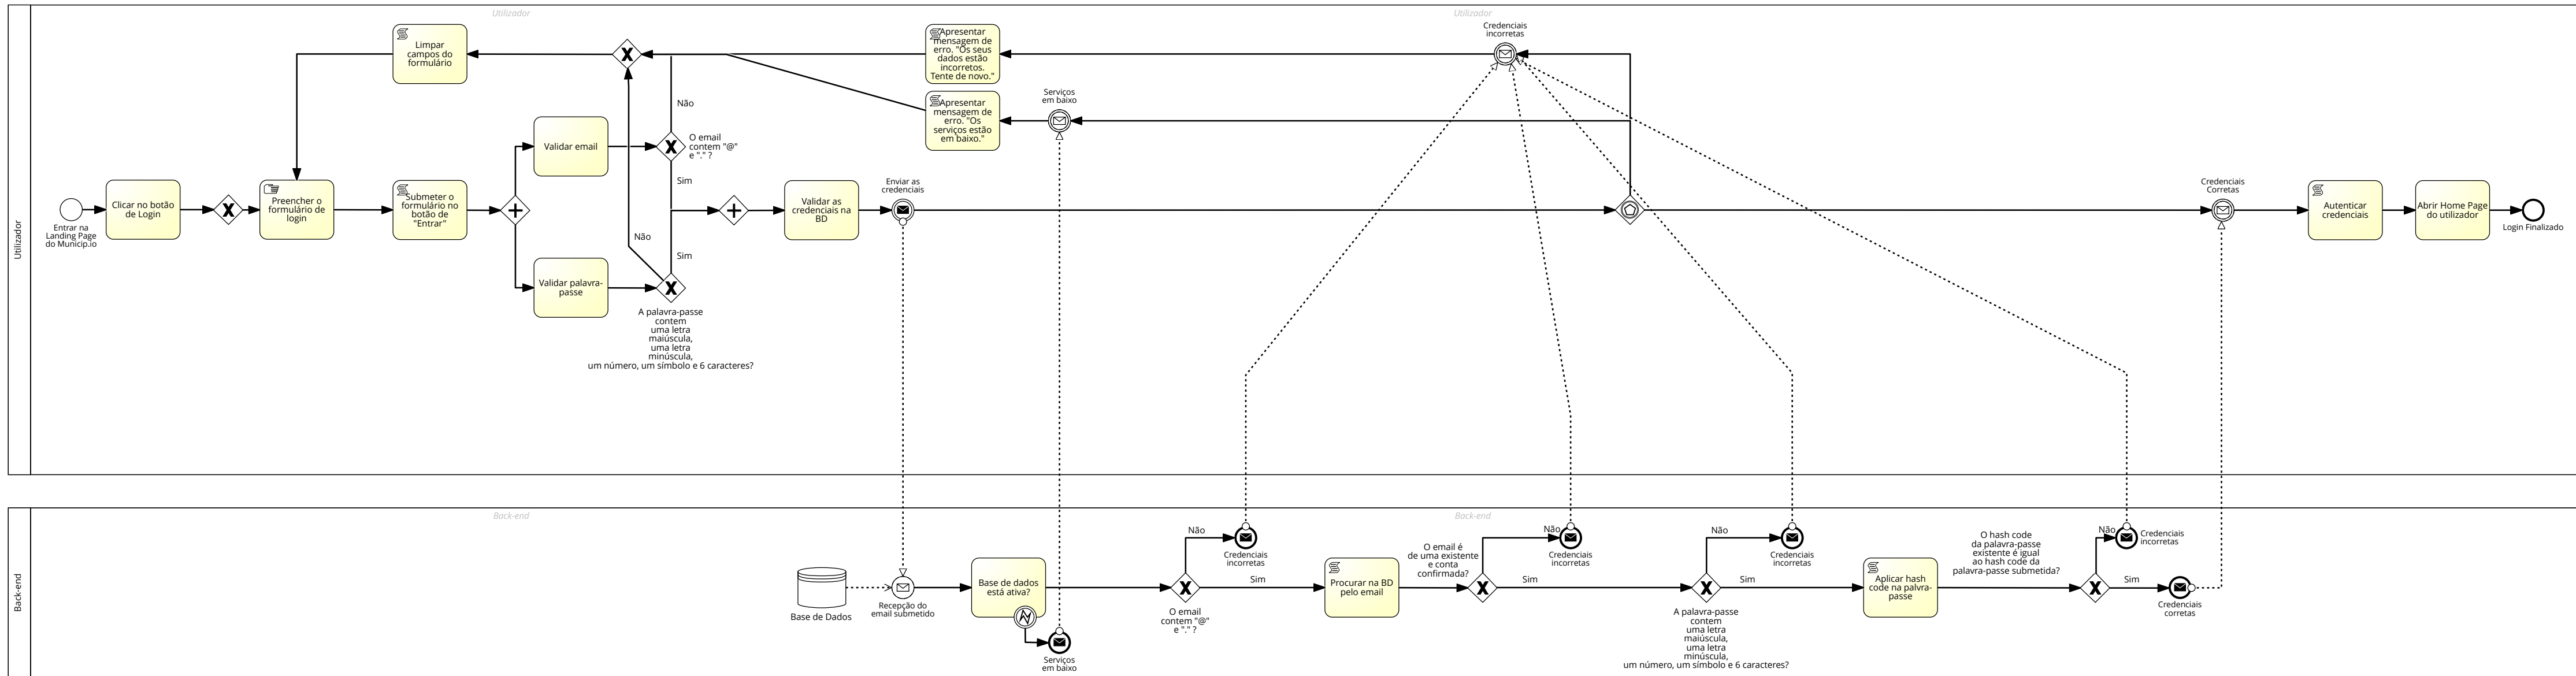 Utilizador
Utilizador
Utilizador
Entrar na
Landing Page
do Municip.io
Clicar no botão
de Login
Preencher o
formulário de
login
Limpar
campos do
formulário
Submeter o
formulário no
botão de
"Entrar"
Validar email
Validar palavra-
passe
Não
O email
contem "@"
e "." ?
Sim
Não
Sim
A palavra-passe
contem
uma letra
maiúscula,
uma letra
minúscula,
um número, um símbolo e 6 caracteres?
Validar as
credenciais na
BD
Enviar as
credenciais
Apresentar
mensagem de
erro. "Os seus
dados estão
incorretos.
Tente de novo."
Apresentar
mensagem de
erro. "Os
serviços estão
em baixo."
Serviços
em baixo
Credenciais
incorretas
Credenciais
Corretas
Autenticar
credenciais
Abrir Home Page
do utilizador
Login Finalizado
Back-end
Back-end
Back-end
Base de Dados
Recepção do
email submetido
Base de dados
está ativa?
Serviços
em baixo
Não
Credenciais
incorretas
Sim
O email
contem "@"
e "." ?
Procurar na BD
pelo email
O email é
de uma existente
e conta
confirmada?
Não
Credenciais
incorretas
Sim
Não
Credenciais
incorretas
Sim
A palavra-passe
contem
uma letra
maiúscula,
uma letra
minúscula,
um número, um símbolo e 6 caracteres?
Aplicar hash
code na palvra-
passe
O hash code
da palavra-passe
existente é igual
ao hash code da
palavra-passe submetida?
Não
Credenciais
incorretas
Sim
Credenciais
corretas